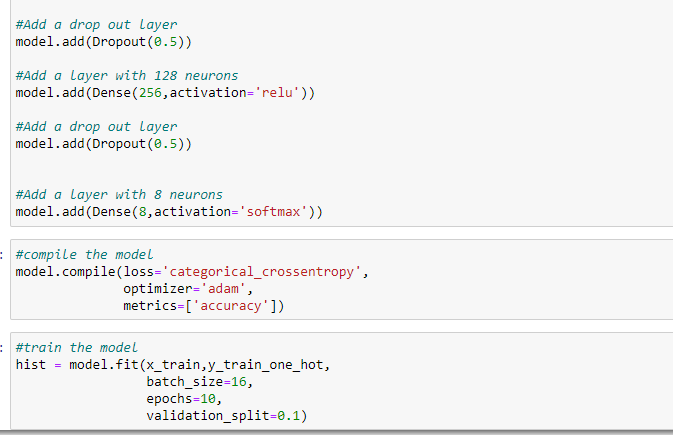 #Add a drop out layer
model.add(Dropout(0.5))
#Add a layer with 128 neurons
model.add(Dense(256,activation='relu'))
#Add a drop out layer
model.add(Dropout(0.5))
#Add a layer with 8 neurons
model.add(Dense(8,activation='softmax'))
: #compile the model
model.compile(loss='categorical_crossentropy',
optimizer='adam',
metrics=['accuracy'])
: #train the model
hist = model.fit(x_train,y_train_one_hot,
batch_size=16,
epochs=10,
validation_split=0.1)